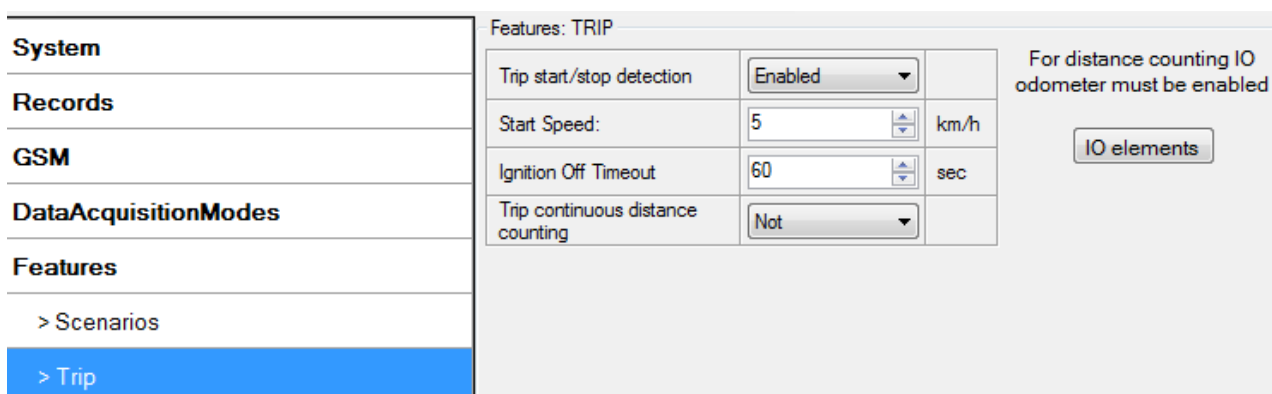 System
Records
GSM
DataAcquisitionModes
Features
> Scenarios
> Trip
Features: TRIP
Trip start/stop detection Enabled
Start Speed: 5 km/h
Ignition Off Timeout 60 sec
Trip continuous distance
counting Not
For distance counting IO
odometer must be enabled
IO elements